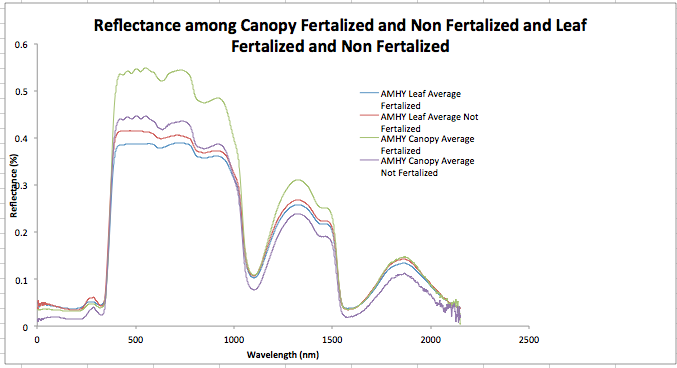 Reflectance among Canopy Fertalized and Non Fertalized and Leaf
Fertalized and Non Fertalized
0.6
0.5
0.4
0.3
0.2
0.1
0
Reflectance (%)
AMHY Leaf Average
Fertalized
AMHY Leaf Average Not
Fertalized
AMHY Canopy Average
Fertalized
AMHY Canopy Average
Not Fertalized
0 500 1000 1500 2000 2500
Wavelength (nm)